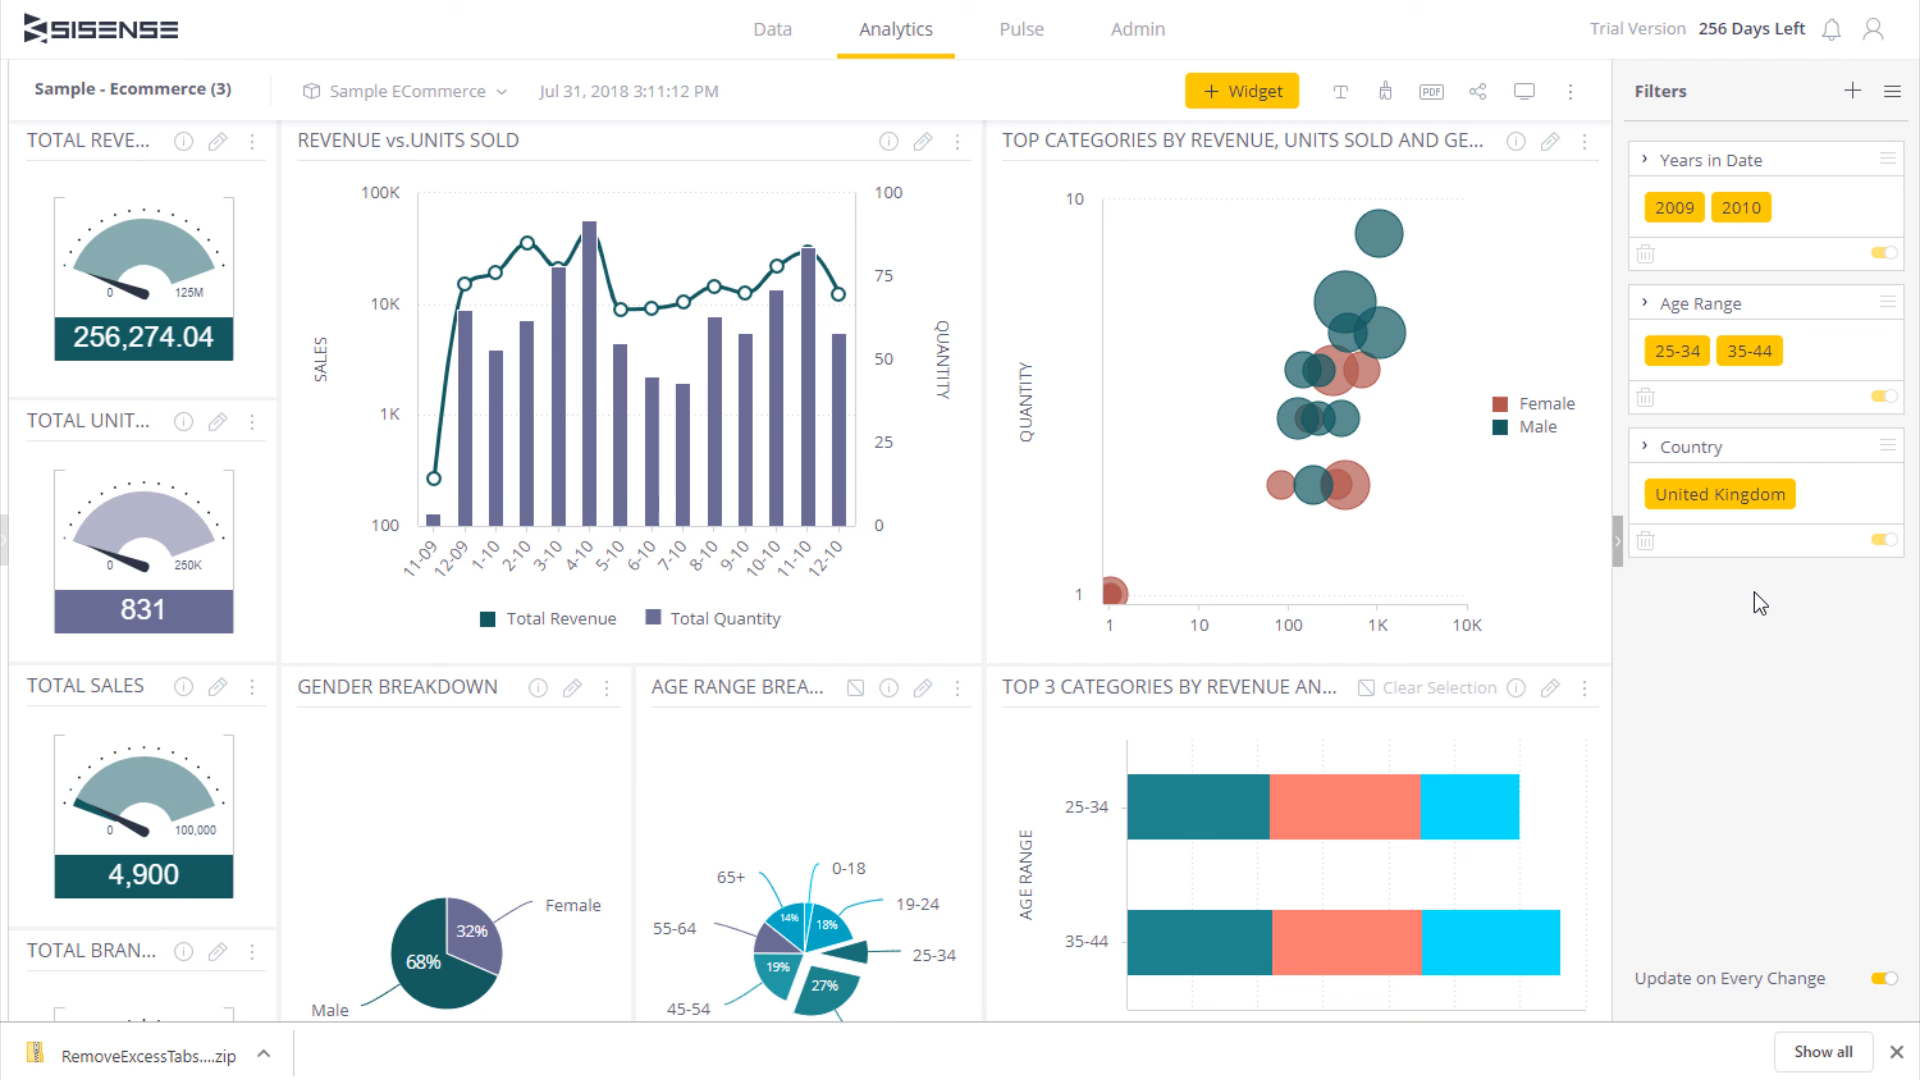 SISENSE
Data
Analytics
Pulse
Admin
Trial Version 256 Days Left
Sample - Ecommerce (3)
Sample ECommerce
Jul 31, 2018 3:11:12 PM
+ Widget
PDF
Filters
TOTAL REVE...
0
125M
256,274.04
TOTAL UNIT...
0
250K
831
TOTAL SALES
0
100,000
4,900
TOTAL BRAN...
REVENUE vs.UNITS SOLD
100K
10K
1K
100
SALES
100
75
50
25
0
QUANTITY
11-09
12-09
1-10
2-10
3-10
4-10
5-10
6-10
7-10
8-10
9-10
10-10
11-10
12-10
Total Revenue
Total Quantity
TOP CATEGORIES BY REVENUE, UNITS SOLD AND GE...
10
1
QUANTITY
1
10
100
1K
10K
Female
Male
GENDER BREAKDOWN
Female
32%
68%
Male
AGE RANGE BREA...
0-18
65+
19-24
14%
18%
55-64
25-34
19%
27%
45-54
TOP 3 CATEGORIES BY REVENUE AN...
Clear Selection
AGE RANGE
25-34
35-44
Years in Date
2009
2010
Age Range
25-34
35-44
Country
United Kingdom
Update on Every Change
RemoveExcessTabs....zip
Show all